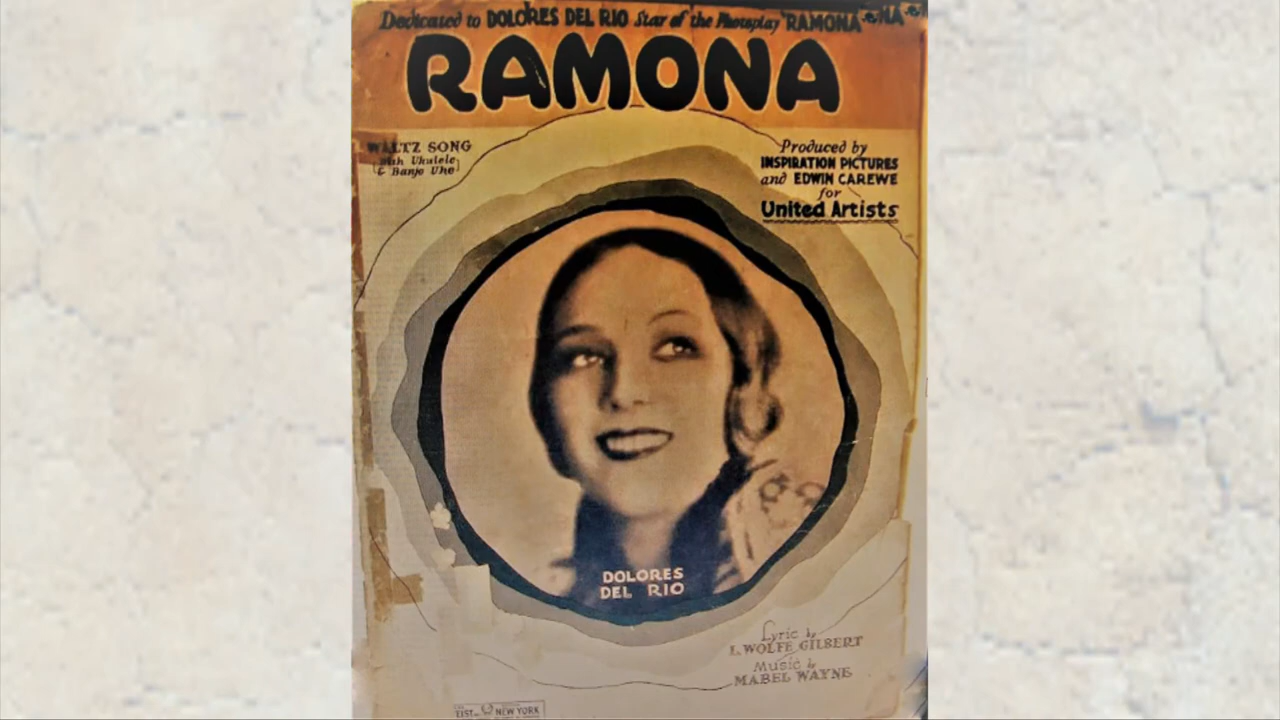 Dedicated to DOLORES DEL RIO Star of the Photoplay "RAMONA"
RAMONA
WALTZ SONG
With Ukulele
& Banjo Uke
Produced by
INSPIRATION PICTURES
and EDWIN CAREWE
for
United Artists
DOLORES
DEL RIO
Lyric by
L. WOLFE GILBERT
Music by
MABEL WAYNE
NEW YORK